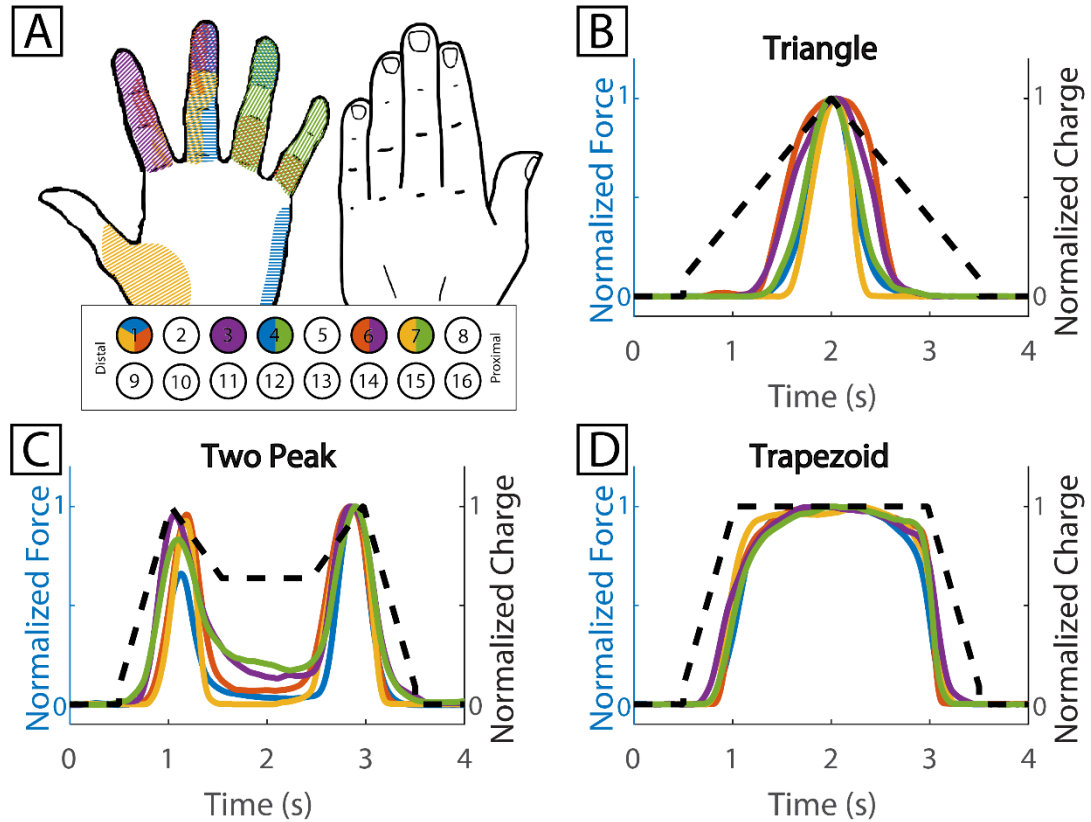 A
Distal
1 2 3 4 5 6 7 8
9 10 11 12 13 14 15 16
Proximal
B
Triangle
Normalized Force
1
0
Normalized Charge
1
0
0 1 2 3 4
Time (s)
C
Two Peak
Normalized Force
1
0
Normalized Charge
1
0
0 1 2 3 4
Time (s)
D
Trapezoid
Normalized Force
1
0
Normalized Charge
1
0
0 1 2 3 4
Time (s)